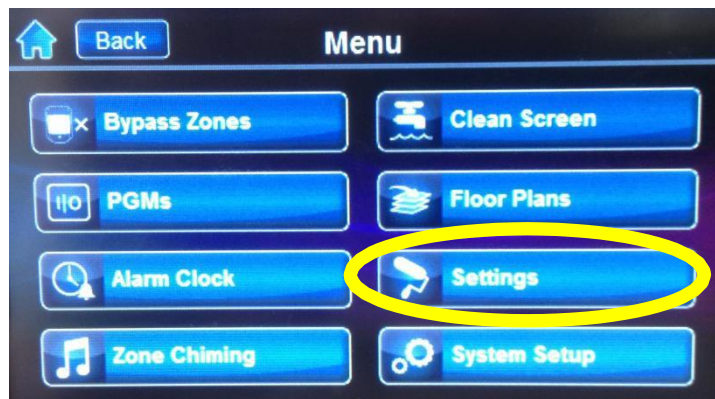 Back
Menu
Bypass Zones
Clean Screen
PGMs
Floor Plans
Alarm Clock
Settings
Zone Chiming
System Setup